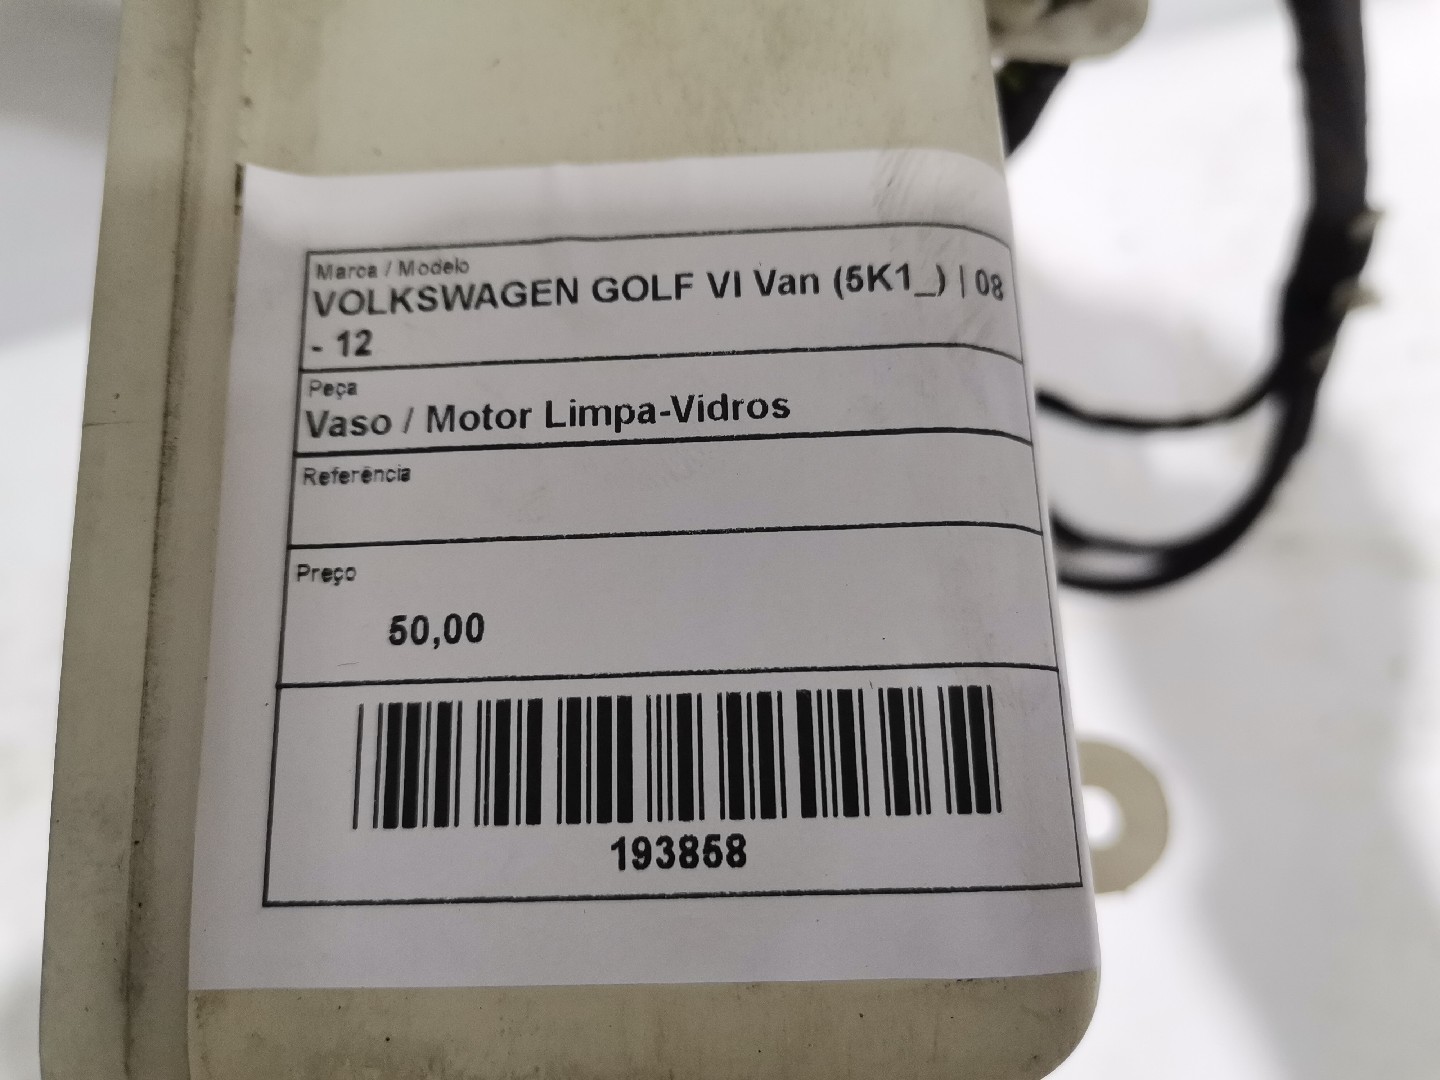 Marca / Modelo
VOLKSWAGEN GOLF VI Van (5K1_) | 08
- 12
Peça
Vaso / Motor Limpa-Vidros
Referência
Preço
50,00
193858